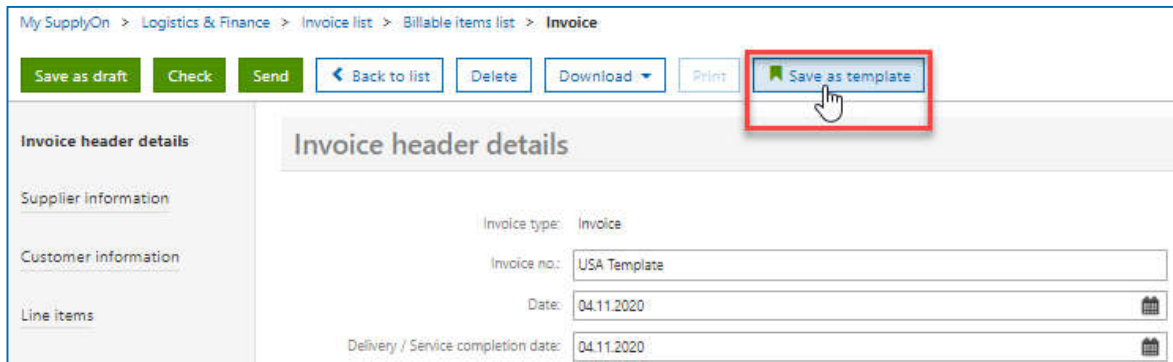 My SupplyOn > Logistics & Finance > Invoice list > Billable items list > Invoice
Save as draft Check Send Back to list Delete Download Print Save as template
Invoice header details
Invoice header details
Supplier information
Invoice type: Invoice
Customer information
Invoice no.: USA Template
Date: 04.11.2020
Line items
Delivery / Service completion date: 04.11.2020